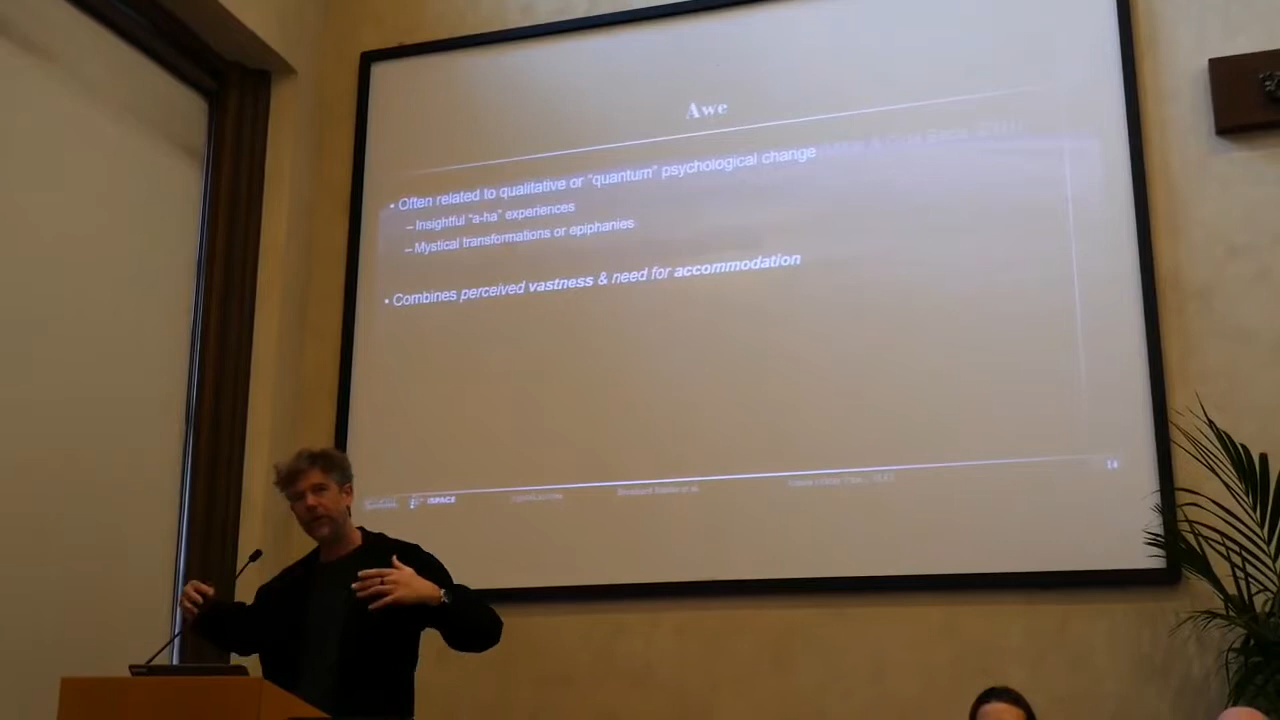 Awe
• Often related to qualitative or “quantum” psychological change
– Insightful “a-ha” experiences
– Mystical transformations or epiphanies
• Combines perceived vastness & need for accommodation
14
iSPACE